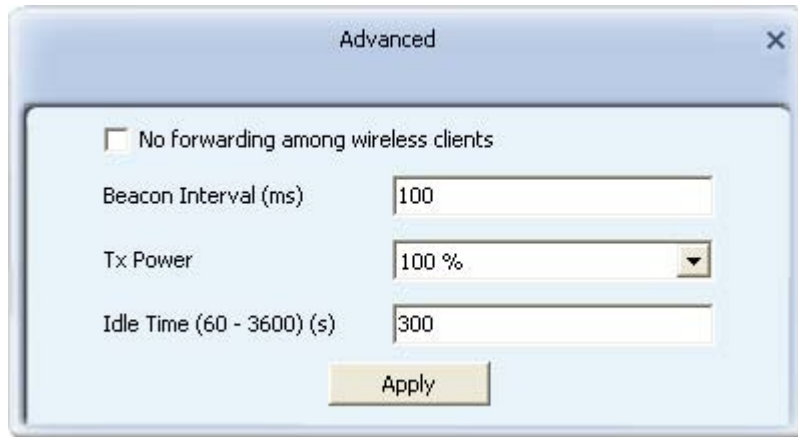 Advanced
No forwarding among wireless clients
Beacon Interval (ms) 100
Tx Power 100 %
Idle Time (60 - 3600) (s) 300
Apply